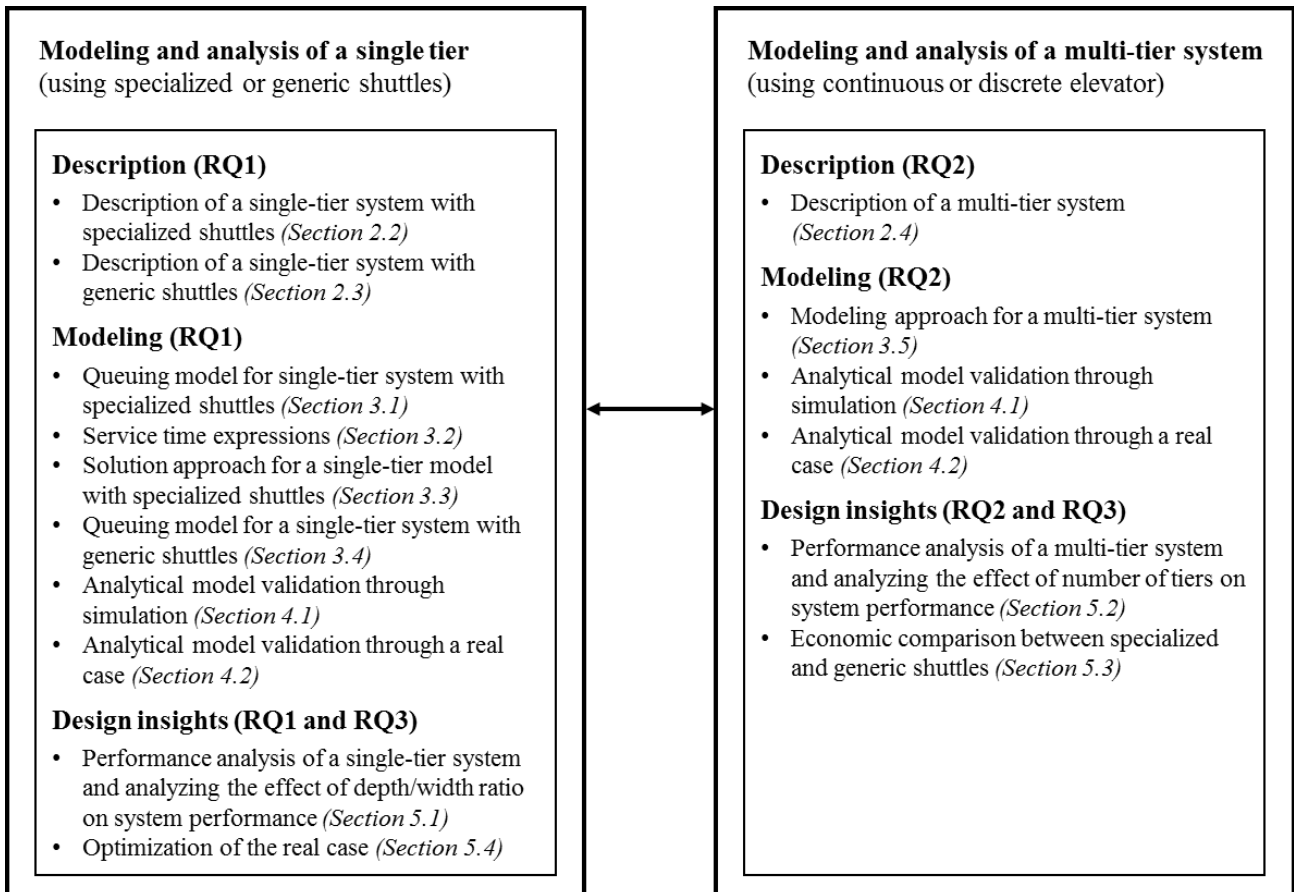 Modeling and analysis of a single tier
(using specialized or generic shuttles)
Description (RQ1)
• Description of a single-tier system with
specialized shuttles (Section 2.2)
• Description of a single-tier system with
generic shuttles (Section 2.3)
Modeling (RQ1)
• Queuing model for single-tier system with
specialized shuttles (Section 3.1)
• Service time expressions (Section 3.2)
• Solution approach for a single-tier model
with specialized shuttles (Section 3.3)
• Queuing model for a single-tier system with
generic shuttles (Section 3.4)
• Analytical model validation through
simulation (Section 4.1)
• Analytical model validation through a real
case (Section 4.2)
Design insights (RQ1 and RQ3)
• Performance analysis of a single-tier system
and analyzing the effect of depth/width ratio
on system performance (Section 5.1)
• Optimization of the real case (Section 5.4)
Modeling and analysis of a multi-tier system
(using continuous or discrete elevator)
Description (RQ2)
• Description of a multi-tier system
(Section 2.4)
Modeling (RQ2)
• Modeling approach for a multi-tier system
(Section 3.5)
• Analytical model validation through
simulation (Section 4.1)
• Analytical model validation through a real
case (Section 4.2)
Design insights (RQ2 and RQ3)
• Performance analysis of a multi-tier system
and analyzing the effect of number of tiers on
system performance (Section 5.2)
• Economic comparison between specialized
and generic shuttles (Section 5.3)